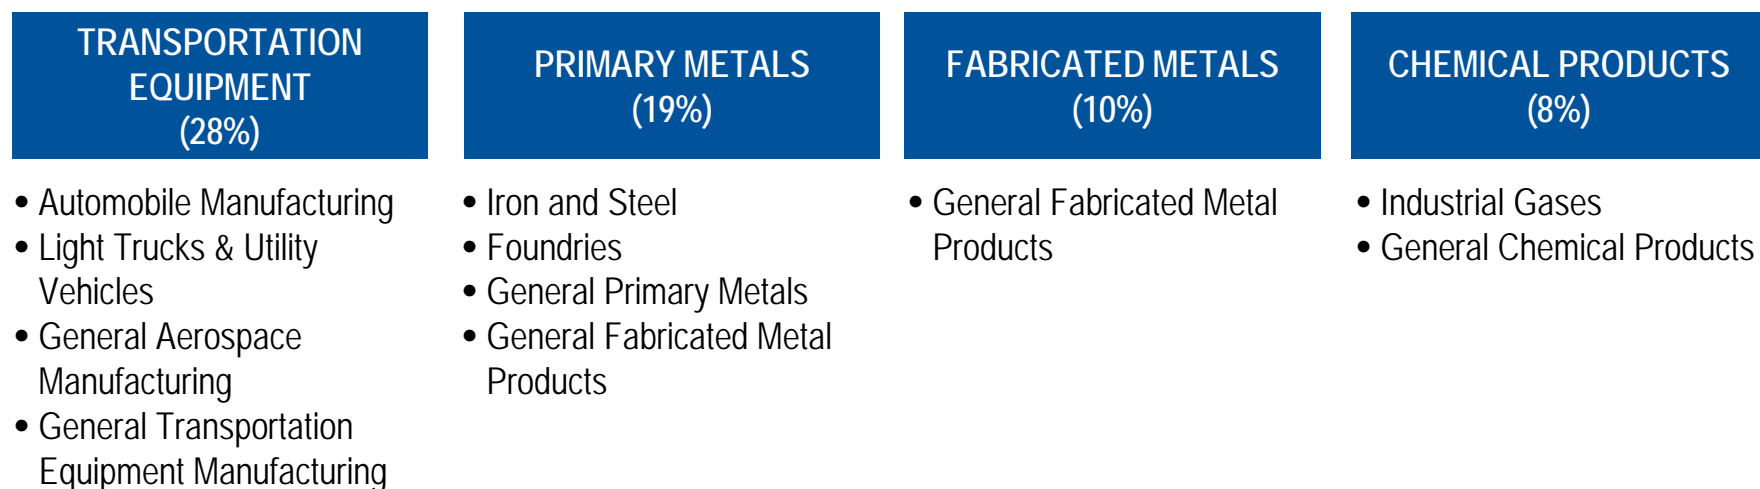 TRANSPORTATION
EQUIPMENT
(28%)
• Automobile Manufacturing
• Light Trucks & Utility
Vehicles
• General Aerospace
Manufacturing
• General Transportation
Equipment Manufacturing
PRIMARY METALS
(19%)
• Iron and Steel
• Foundries
• General Primary Metals
• General Fabricated Metal
Products
FABRICATED METALS
(10%)
• General Fabricated Metal
Products
CHEMICAL PRODUCTS
(8%)
• Industrial Gases
• General Chemical Products